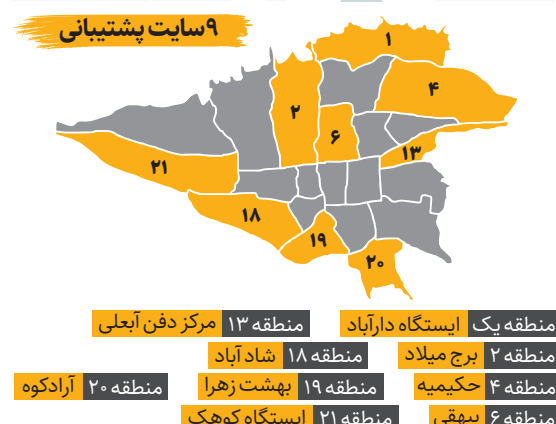 ۹سایت پشتیبانی
۱
۴
۲
۶
۱۳
۲۱
۱۸
۱۹
۲۰
منطقه یک ایستگاه دارآباد
منطقه ۱۳ مرکز دفن آبعلی
منطقه ۲ برج میلاد
منطقه ۱۸ شاد آباد
منطقه ۴ حکیمیه
منطقه ۱۹ بهشت زهرا
منطقه ۲۰ آرادکوه
منطقه ۶ بیهقی
منطقه ۲۱ ایستگاه کوهک